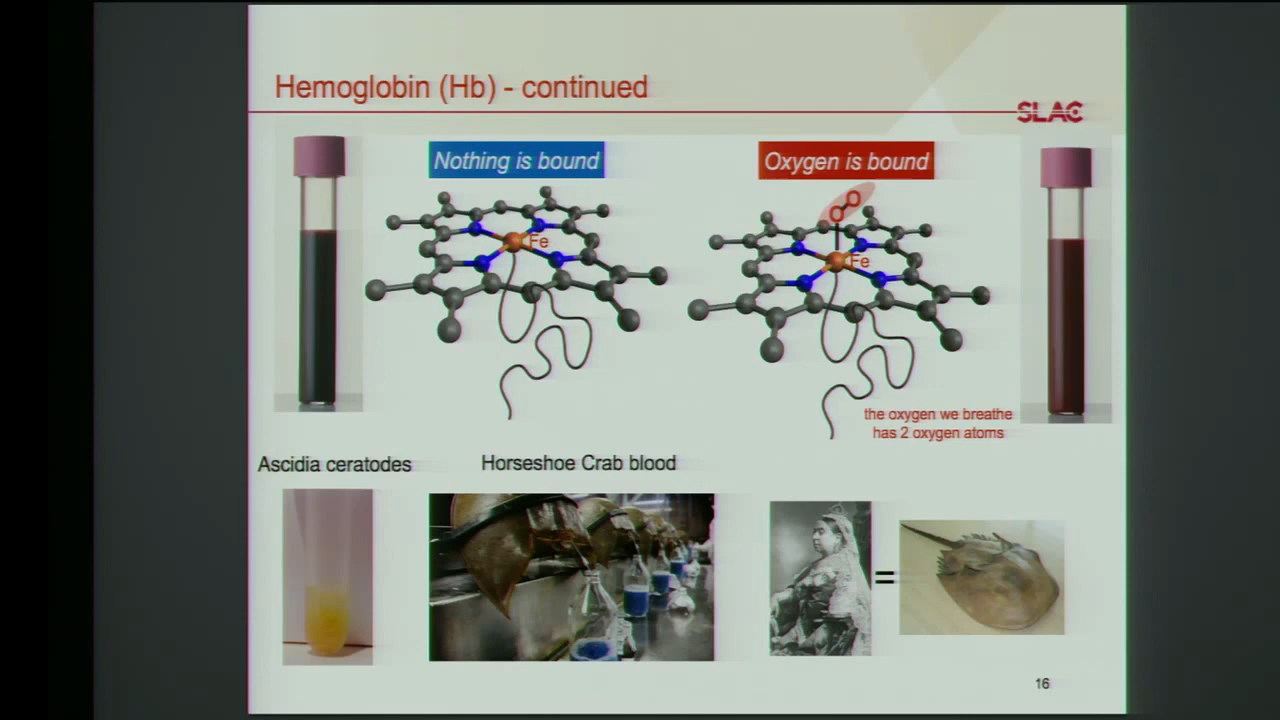 Hemoglobin (Hb) - continued
SLAC
Nothing is bound
Oxygen is bound
Fe
O
O
Fe
the oxygen we breathe
has 2 oxygen atoms
Ascidia ceratodes
Horseshoe Crab blood
=
16